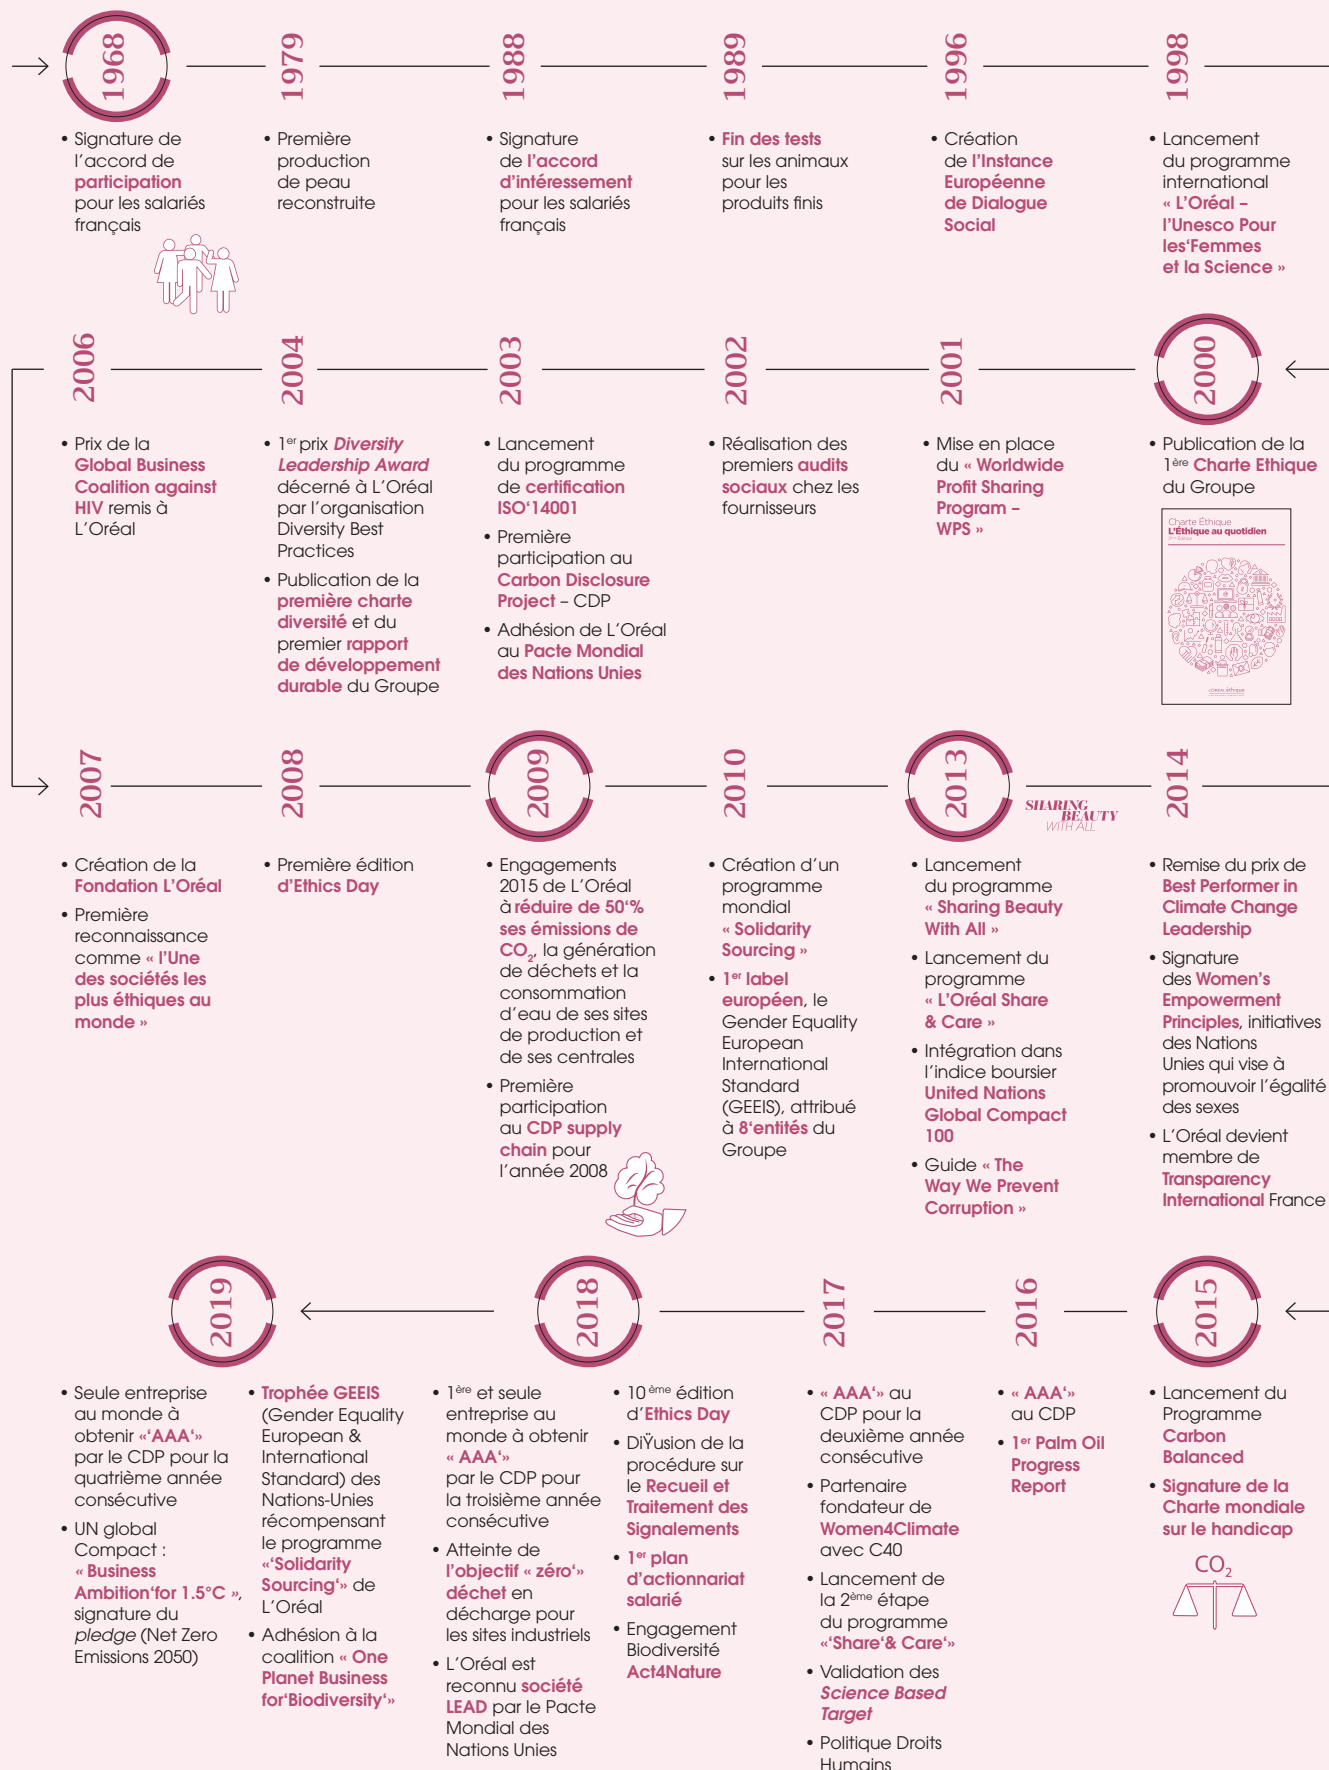 1968
• Signature de
l'accord de
participation
pour les salariés
français
1979
• Première
production
de peau
reconstruite
1988
• Signature
de l'accord
d'intéressement
pour les salariés
français
1989
• Fin des tests
sur les animaux
pour les
produits finis
1996
• Création
de l'Instance
Européenne
de Dialogue
Social
1998
• Lancement
du programme
international
« L'Oréal –
l'Unesco Pour
les‘Femmes
et la Science »
2000
• Publication de la
1ère Charte Ethique
du Groupe
Charte Éthique
L'Éthique au quotidien
L'ORÉAL éthique
2001
• Mise en place
du « Worldwide
Profit Sharing
Program –
WPS »
2002
• Réalisation des
premiers audits
sociaux chez les
fournisseurs
2003
• Lancement
du programme
de certification
ISO‘14001
• Première
participation au
Carbon Disclosure
Project – CDP
• Adhésion de L'Oréal
au Pacte Mondial
des Nations Unies
2004
• 1er prix Diversity
Leadership Award
décerné à L'Oréal
par l'organisation
Diversity Best
Practices
• Publication de la
première charte
diversité et du
premier rapport
de développement
durable du Groupe
2006
• Prix de la
Global Business
Coalition against
HIV remis à
L'Oréal
2007
• Création de la
Fondation L'Oréal
• Première
reconnaissance
comme « l'Une
des sociétés les
plus éthiques au
monde »
2008
• Première édition
d'Ethics Day
2009
• Engagements
2015 de L'Oréal
à réduire de 50‘%
ses émissions de
CO2, la génération
de déchets et la
consommation
d'eau de ses sites
de production et
de ses centrales
• Première
participation
au CDP supply
chain pour
l'année 2008
2010
• Création d'un
programme
mondial
« Solidarity
Sourcing »
• 1er label
européen, le
Gender Equality
European
International
Standard
(GEEIS), attribué
à 8‘entités du
Groupe
2013
SHARING
BEAUTY
WITH ALL
• Lancement
du programme
« Sharing Beauty
With All »
• Lancement du
programme
« L'Oréal Share
& Care »
• Intégration dans
l'indice boursier
United Nations
Global Compact
100
• Guide « The
Way We Prevent
Corruption »
2014
• Remise du prix de
Best Performer in
Climate Change
Leadership
• Signature
des Women's
Empowerment
Principles, initiatives
des Nations
Unies qui vise à
promouvoir l'égalité
des sexes
• L'Oréal devient
membre de
Transparency
International France
2015
• Lancement du
Programme
Carbon
Balanced
• Signature de la
Charte mondiale
sur le handicap
CO2
2016
• « AAA‘»
au CDP
• 1er Palm Oil
Progress
Report
2017
• « AAA‘» au
CDP pour la
deuxième année
consécutive
• Partenaire
fondateur de
Women4Climate
avec C40
• Lancement de
la 2ème étape
du programme
«‘Share‘& Care‘»
• Validation des
Science Based
Target
• Politique Droits
Humains
2018
• 1ère et seule
entreprise au
monde à obtenir
« AAA‘»
par le CDP pour
la troisième année
consécutive
• Atteinte de
l'objectif « zéro‘»
déchet en
décharge pour
les sites industriels
• L'Oréal est
reconnu société
LEAD par le Pacte
Mondial des
Nations Unies
• 10 ème édition
d'Ethics Day
• DiŸusion de la
procédure sur
le Recueil et
Traitement des
Signalements
• 1er plan
d'actionnariat
salarié
• Engagement
Biodiversité
Act4Nature
2019
• Seule entreprise
au monde à
obtenir «‘AAA‘»
par le CDP pour la
quatrième année
consécutive
• UN global
Compact :
« Business
Ambition‘for 1.5°C »,
signature du
pledge (Net Zero
Emissions 2050)
• Trophée GEEIS
(Gender Equality
European &
International
Standard) des
Nations-Unies
récompensant
le programme
«‘Solidarity
Sourcing‘» de
L'Oréal
• Adhésion à la
coalition « One
Planet Business
for‘Biodiversity‘»